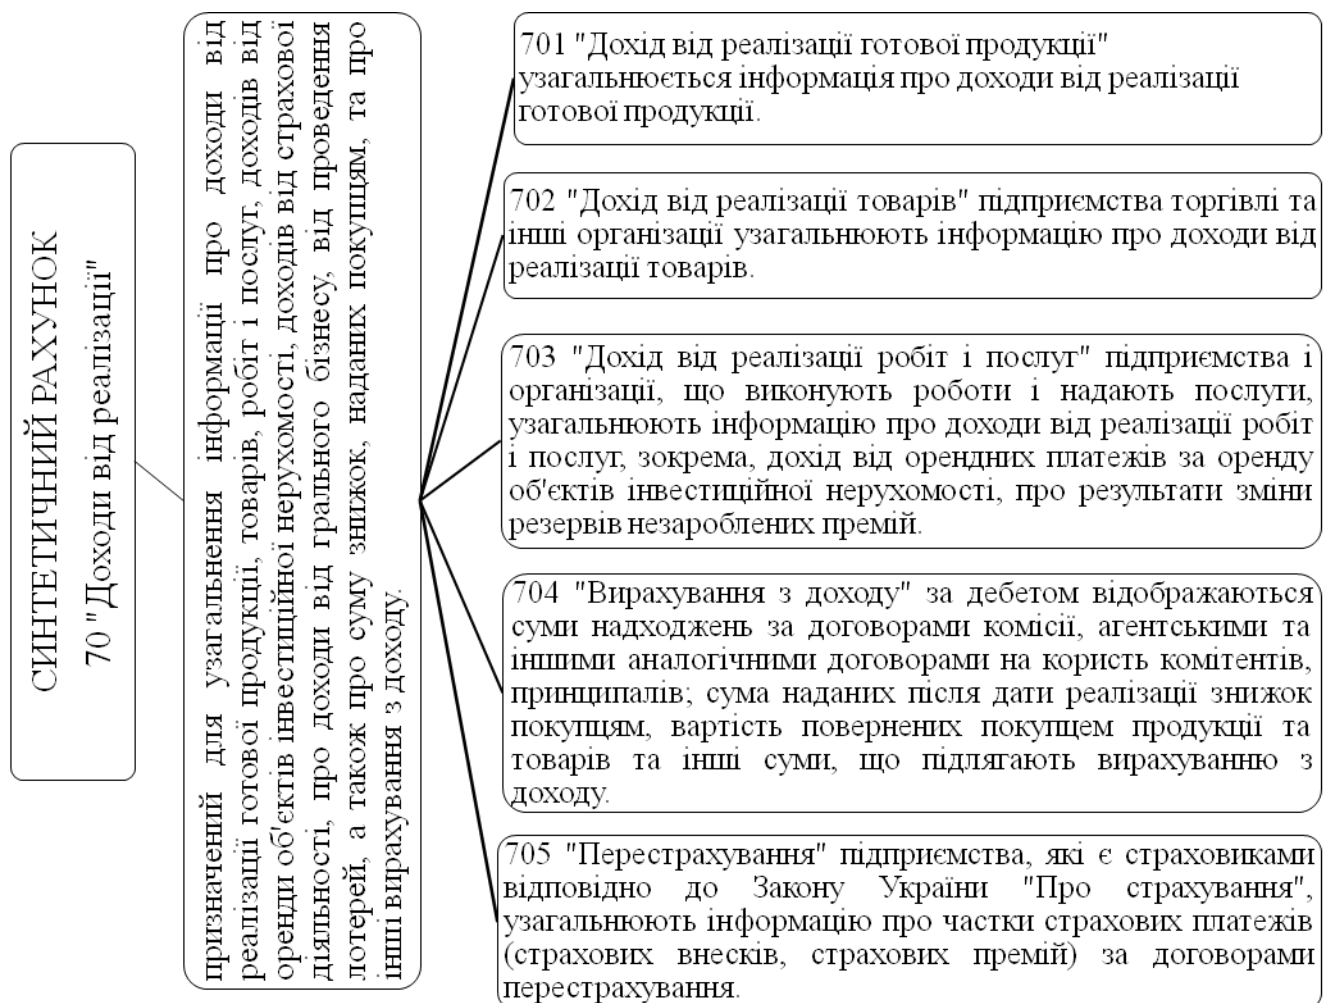 СИНТЕТИЧНИЙ РАХУНОК
70 "Доходи від реалізації"
призначений для узагальнення інформації про доходи від
реалізації готової продукції, товарів, робіт і послуг, доходів від
оренди об'єктів інвестиційної нерухомості, доходів від страхової
діяльності, про доходи від грального бізнесу, від проведення
лотерей, а також про суму знижок, наданих покупцям, та про
інші вирахування з доходу.
701 "Дохід від реалізації готової продукції"
узагальнюється інформація про доходи від реалізації
готової продукції.
702 "Дохід від реалізації товарів" підприємства торгівлі та
інші організації узагальнюють інформацію про доходи від
реалізації товарів.
703 "Дохід від реалізації робіт і послуг" підприємства і
організації, що виконують роботи і надають послуги,
узагальнюють інформацію про доходи від реалізації робіт
і послуг, зокрема, дохід від орендних платежів за оренду
об'єктів інвестиційної нерухомості, про результати зміни
резервів незароблених премій.
704 "Вирахування з доходу" за дебетом відображаються
суми надходжень за договорами комісії, агентськими та
іншими аналогічними договорами на користь комітентів,
принципалів; сума наданих після дати реалізації знижок
покупцям, вартість повернених покупцем продукції та
товарів та інші суми, що підлягають вирахуванню з
доходу.
705 "Перестрахування" підприємства, які є страховиками
відповідно до Закону України "Про страхування",
узагальнюють інформацію про частки страхових платежів
(страхових внесків, страхових премій) за договорами
перестрахування.